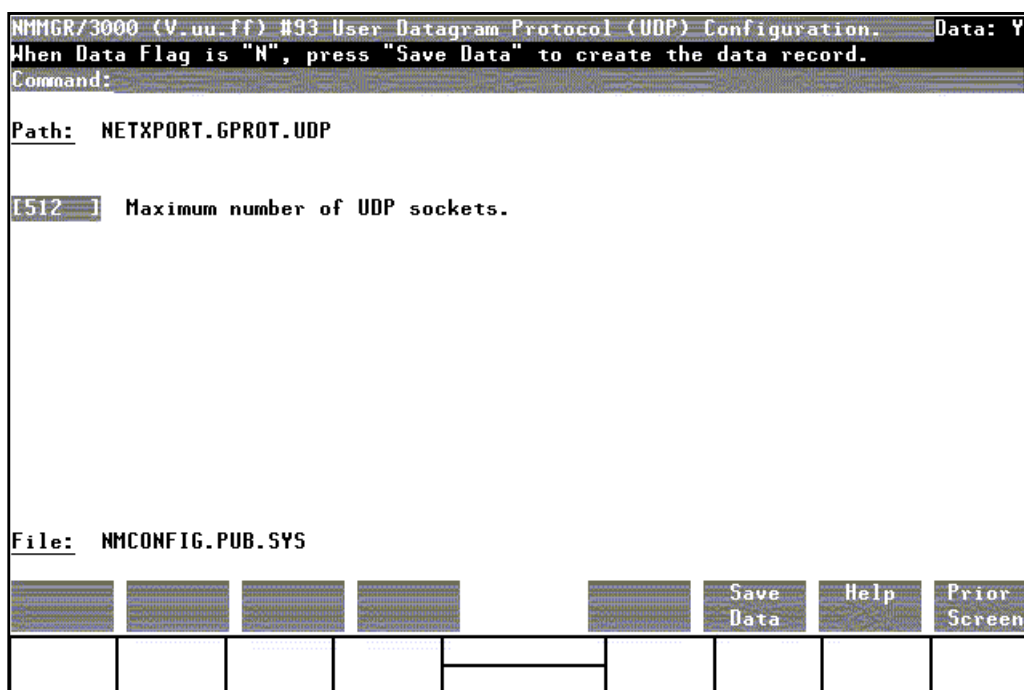 NMMGR/3000 (V.uu.ff) #93 User Datagram Protocol (UDP) Configuration. Data: Y
When Data Flag is "N", press "Save Data" to create the data record.
Command:
Path: NETXPORT.GPROT.UDP
[512 ] Maximum number of UDP sockets.
File: NMCONFIG.PUB.SYS
Save Help Prior
Data Screen